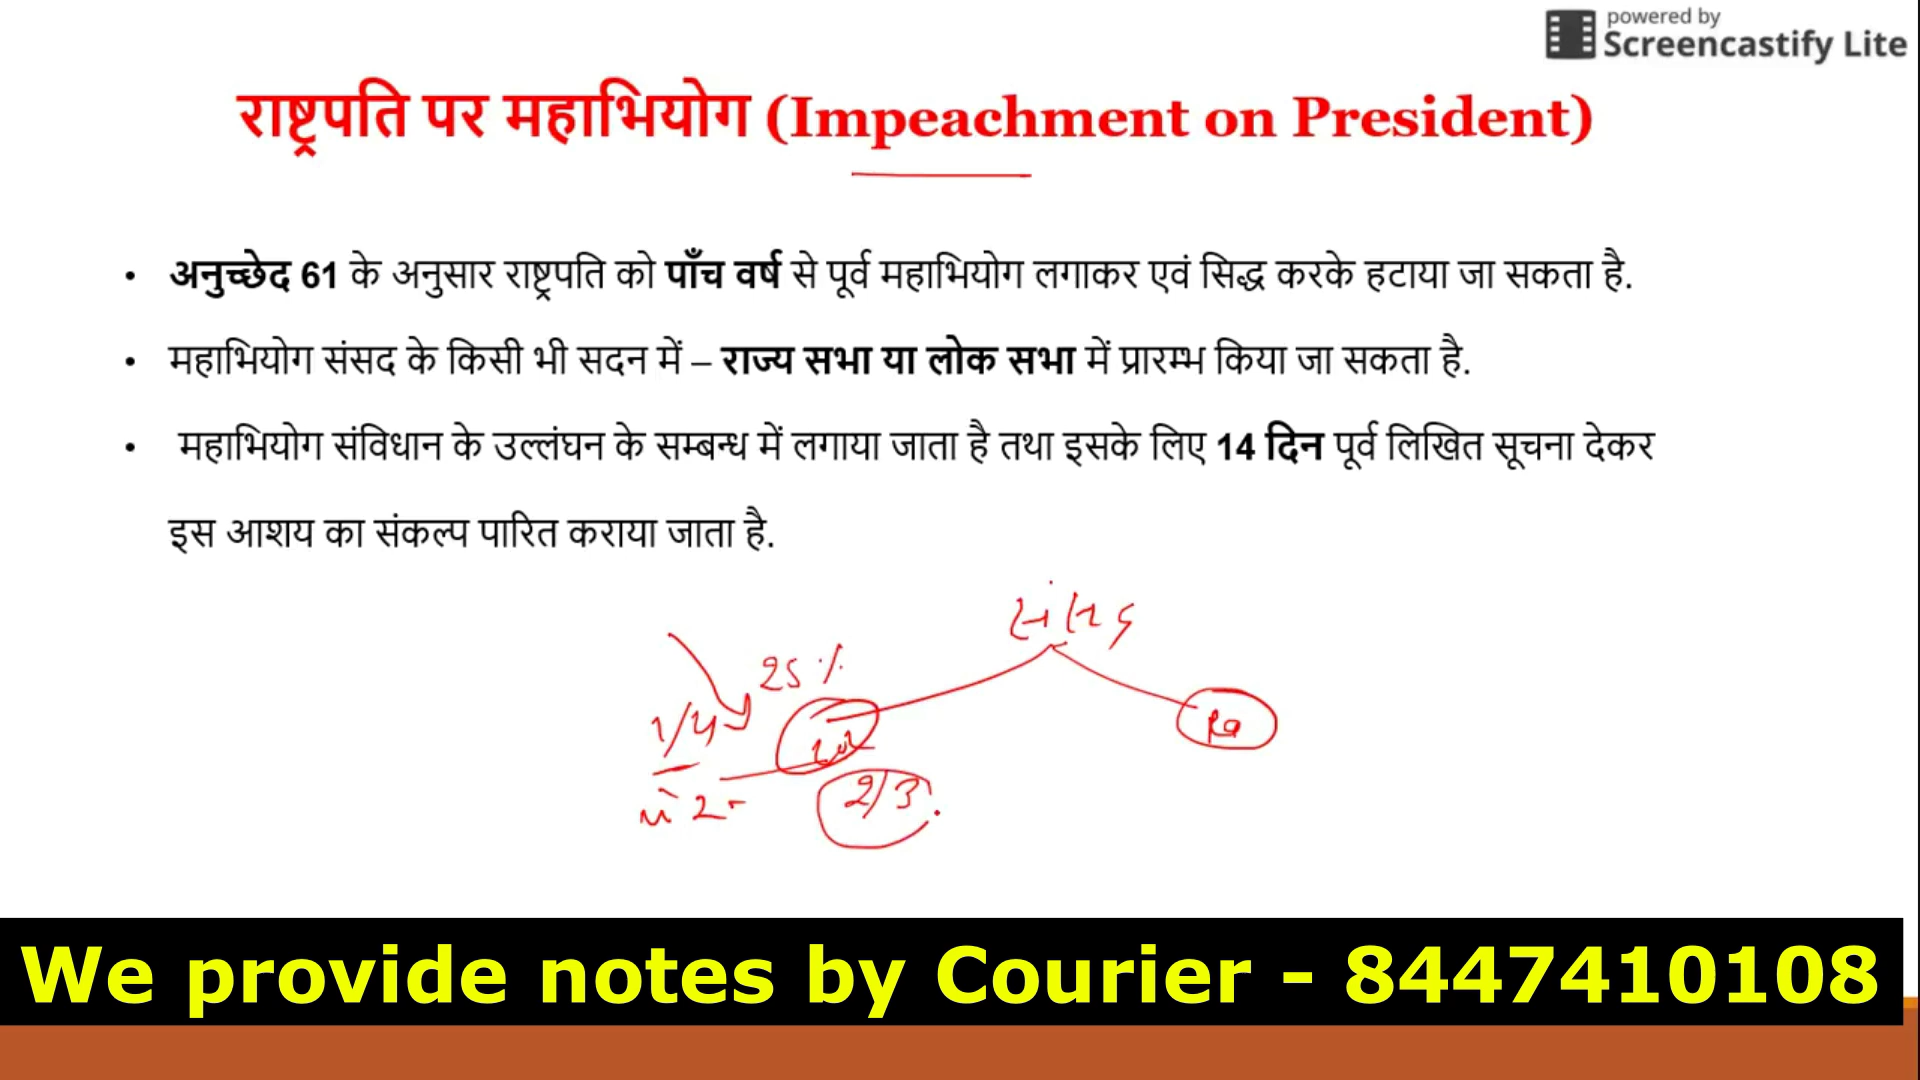 powered by
Screencastify Lite
राष्ट्रपति पर महाभियोग (Impeachment on President)
• अनुच्छेद 61 के अनुसार राष्ट्रपति को पाँच वर्ष से पूर्व महाभियोग लगाकर एवं सिद्ध करके हटाया जा सकता है.
• महाभियोग संसद के किसी भी सदन में – राज्य सभा या लोक सभा में प्रारम्भ किया जा सकता है.
• महाभियोग संविधान के उल्लंघन के सम्बन्ध में लगाया जाता है तथा इसके लिए 14 दिन पूर्व लिखित सूचना देकर
इस आशय का संकल्प पारित कराया जाता है.
संसद
25%
1/4
2/3
We provide notes by Courier - 8447410108